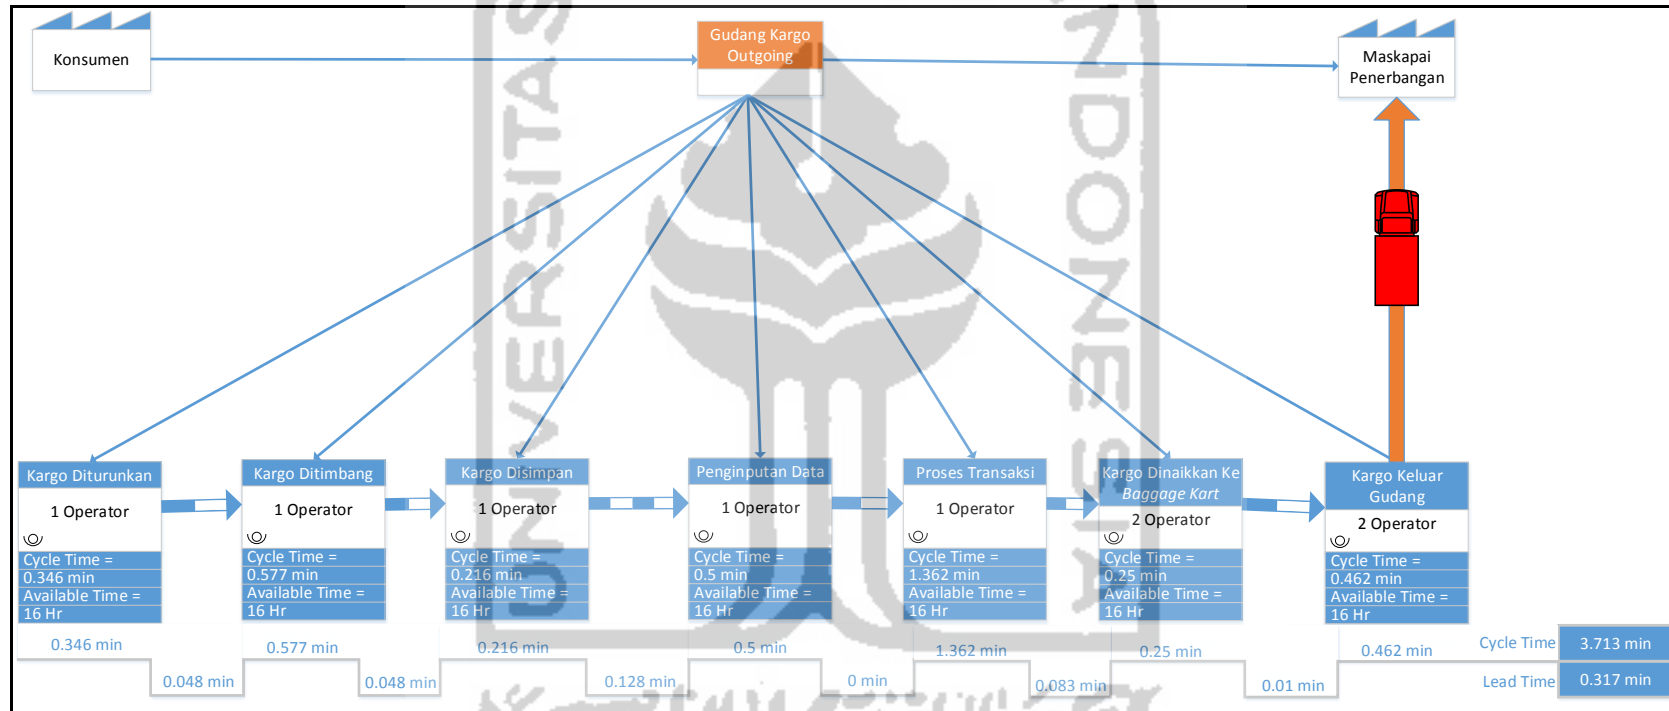 Konsumen
Gudang Kargo
Outgoing
Maskapai
Penerbangan
Kargo Diturunkan
1 Operator
Cycle Time =
0.346 min
Available Time =
16 Hr
Kargo Ditimbang
1 Operator
Cycle Time =
0.577 min
Available Time =
16 Hr
Kargo Disimpan
1 Operator
Cycle Time =
0.216 min
Available Time =
16 Hr
Penginputan Data
1 Operator
Cycle Time =
0.5 min
Available Time =
16 Hr
Proses Transaksi
1 Operator
Cycle Time =
1.362 min
Available Time =
16 Hr
Kargo Dinaikkan Ke
Baggage Kart
2 Operator
Cycle Time =
0.25 min
Available Time =
16 Hr
Kargo Keluar
Gudang
2 Operator
Cycle Time =
0.462 min
Available Time =
16 Hr
0.346 min
0.577 min
0.216 min
0.5 min
1.362 min
0.25 min
0.462 min
Cycle Time
3.713 min
0.048 min
0.048 min
0.128 min
0 min
0.083 min
0.01 min
Lead Time
0.317 min
UNIVERSITAS
INDONESIA